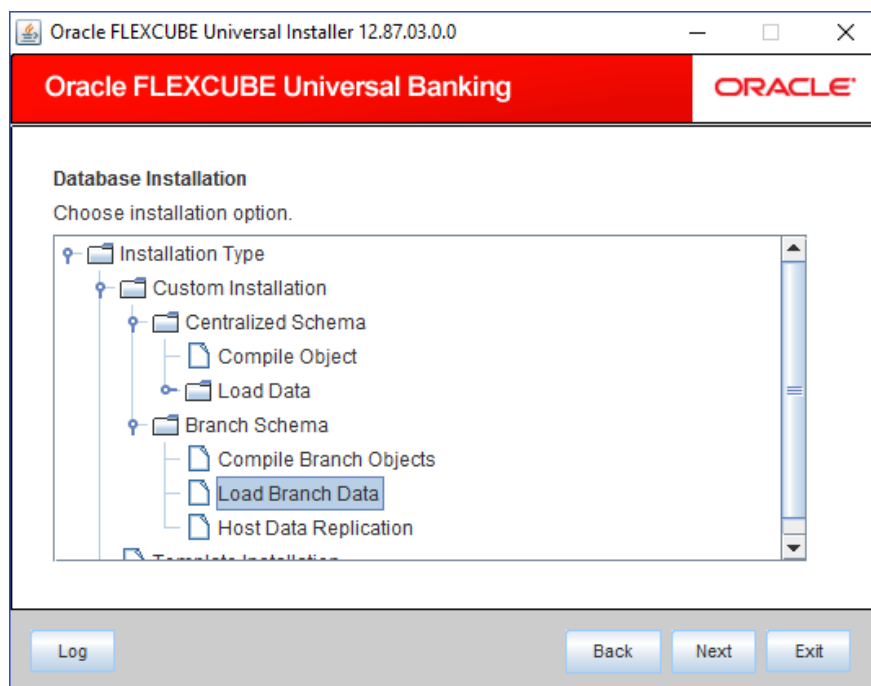 Oracle FLEXCUBE Universal Installer 12.87.03.0.0
Oracle FLEXCUBE Universal Banking
ORACLE
Database Installation
Choose installation option.
Installation Type
Custom Installation
Centralized Schema
Compile Object
Load Data
Branch Schema
Compile Branch Objects
Load Branch Data
Host Data Replication
Template Installation
Log Back Next Exit